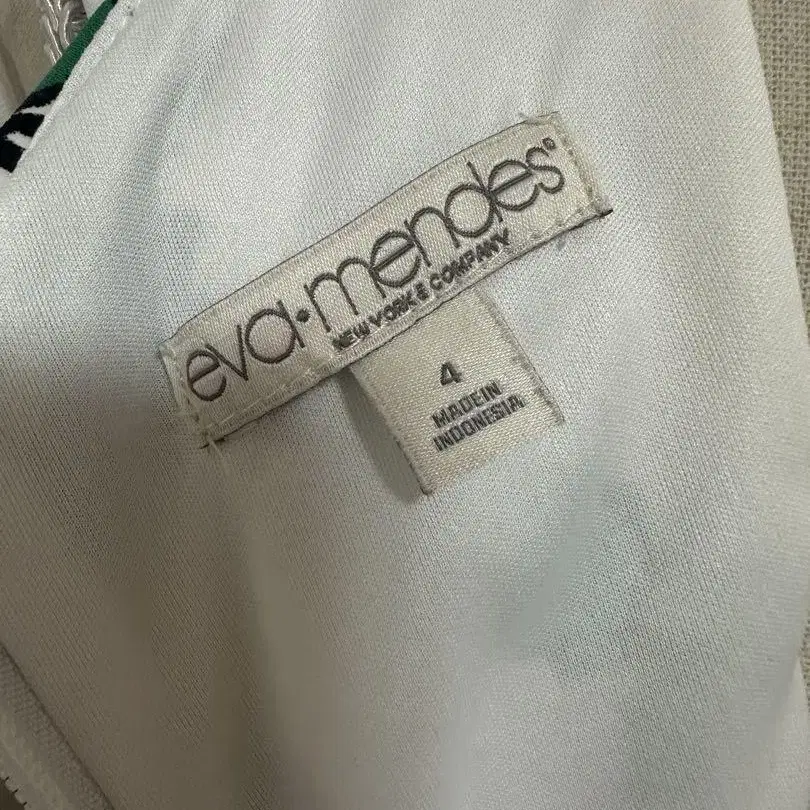 eva•mendes
NEW YORK & COMPANY
4
MADE IN
INDONESIA